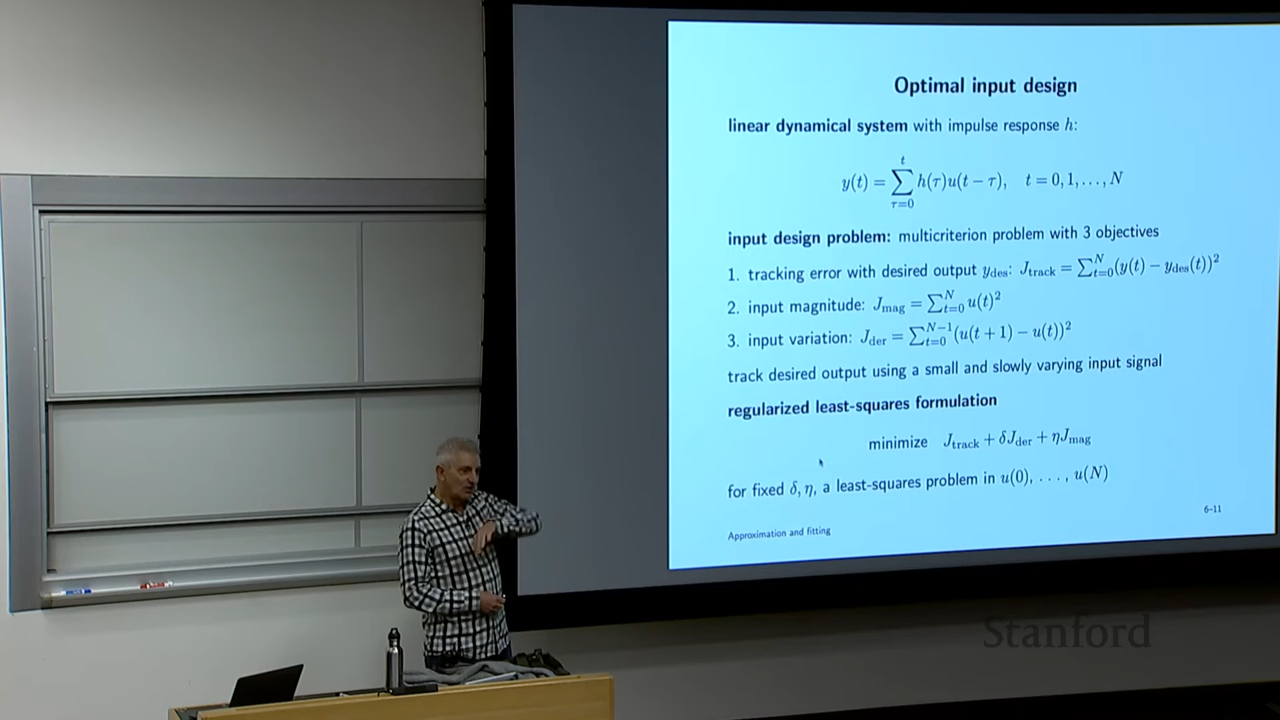 Optimal input design
linear dynamical system with impulse response h:
y(t) = ∑_{τ=0}^{t} h(τ)u(t − τ), t = 0, 1, . . . , N
input design problem: multicriterion problem with 3 objectives
1. tracking error with desired output y_des: J_track = ∑_{t=0}^{N} (y(t) − y_des(t))²
2. input magnitude: J_mag = ∑_{t=0}^{N} u(t)²
3. input variation: J_der = ∑_{t=0}^{N−1} (u(t + 1) − u(t))²
track desired output using a small and slowly varying input signal
regularized least-squares formulation
minimize J_track + δJ_der + ηJ_mag
for fixed δ, η, a least-squares problem in u(0), . . . , u(N)
Approximation and fitting 6–11
Stanford